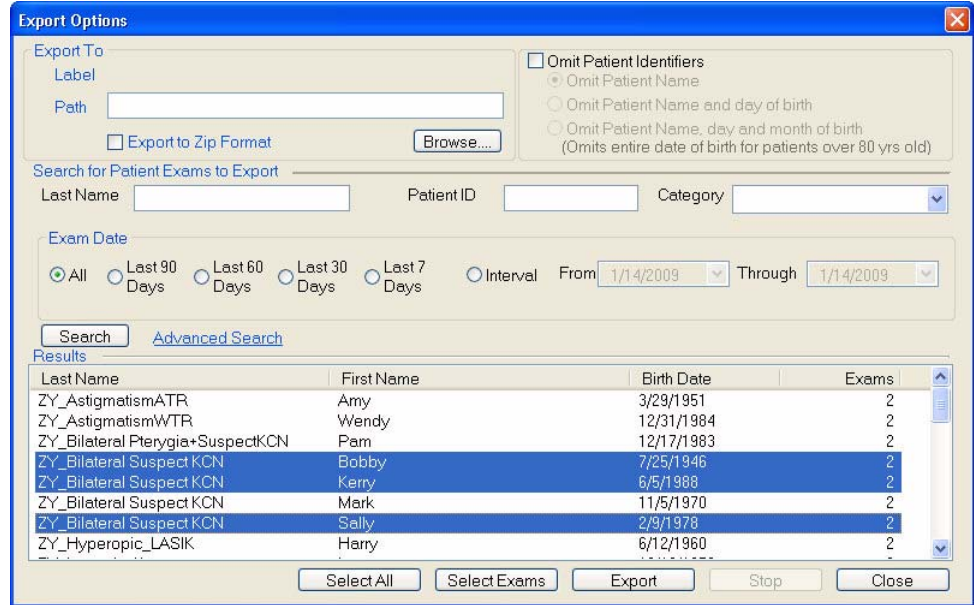 Export Options
Export To
Label
Path
Export to Zip Format
Browse....
Omit Patient Identifiers
Omit Patient Name
Omit Patient Name and day of birth
Omit Patient Name, day and month of birth
(Omits entire date of birth for patients over 80 yrs old)
Search for Patient Exams to Export
Last Name Patient ID Category
Exam Date
All Last 90 Days Last 60 Days Last 30 Days Last 7 Days Interval From 1/14/2009 Through 1/14/2009
Search Advanced Search
Results
Last Name First Name Birth Date Exams
ZY_AstigmatismATR Amy 3/29/1951 2
ZY_AstigmatismWTR Wendy 12/31/1984 2
ZY_Bilateral Pterygia+SuspectKCN Pam 12/17/1983 2
ZY_Bilateral Suspect KCN Bobby 7/25/1946 2
ZY_Bilateral Suspect KCN Kerry 6/5/1988 2
ZY_Bilateral Suspect KCN Mark 11/5/1970 2
ZY_Bilateral Suspect KCN Sally 2/9/1978 2
ZY_Hyperopic_LASIK Harry 6/12/1960 2
Select All Select Exams Export Stop Close